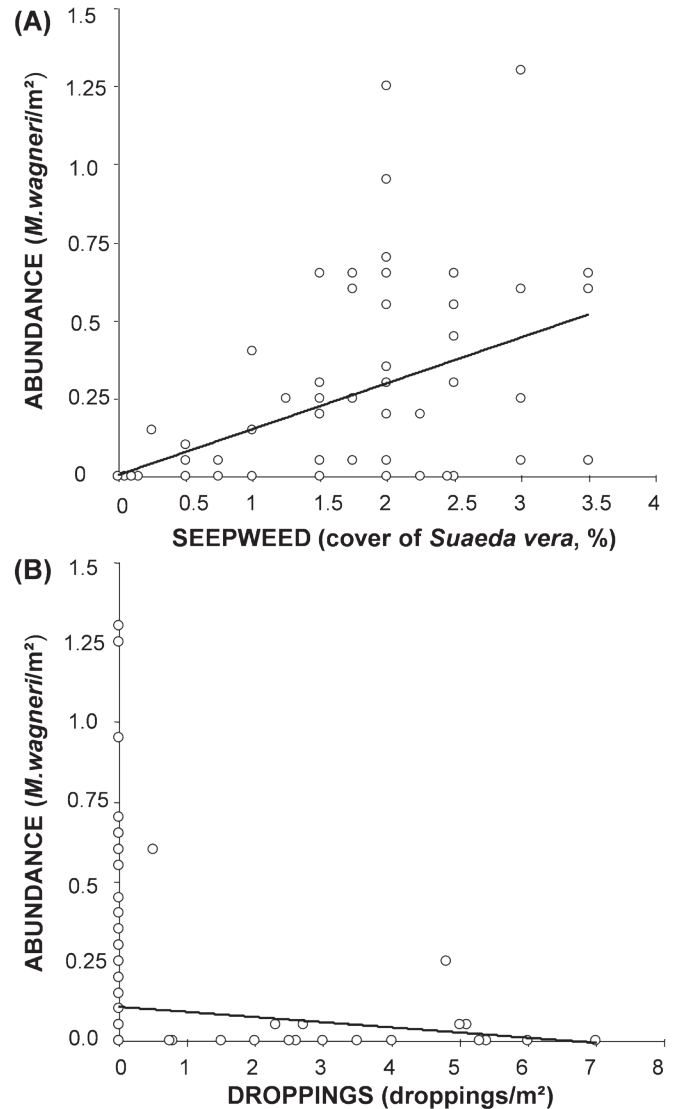 (A)
1.5
1.25
1.0
0.75
0.5
0.25
0
ABUNDANCE (M.wagneri/m²)
0 0.5 1 1.5 2 2.5 3 3.5 4
SEEPWEED (cover of Suaeda vera, %)
(B)
1.5
1.25
1.0
0.75
0.5
0.25
0.0
ABUNDANCE (M.wagneri/m²)
0 1 2 3 4 5 6 7 8
DROPPINGS (droppings/m²)